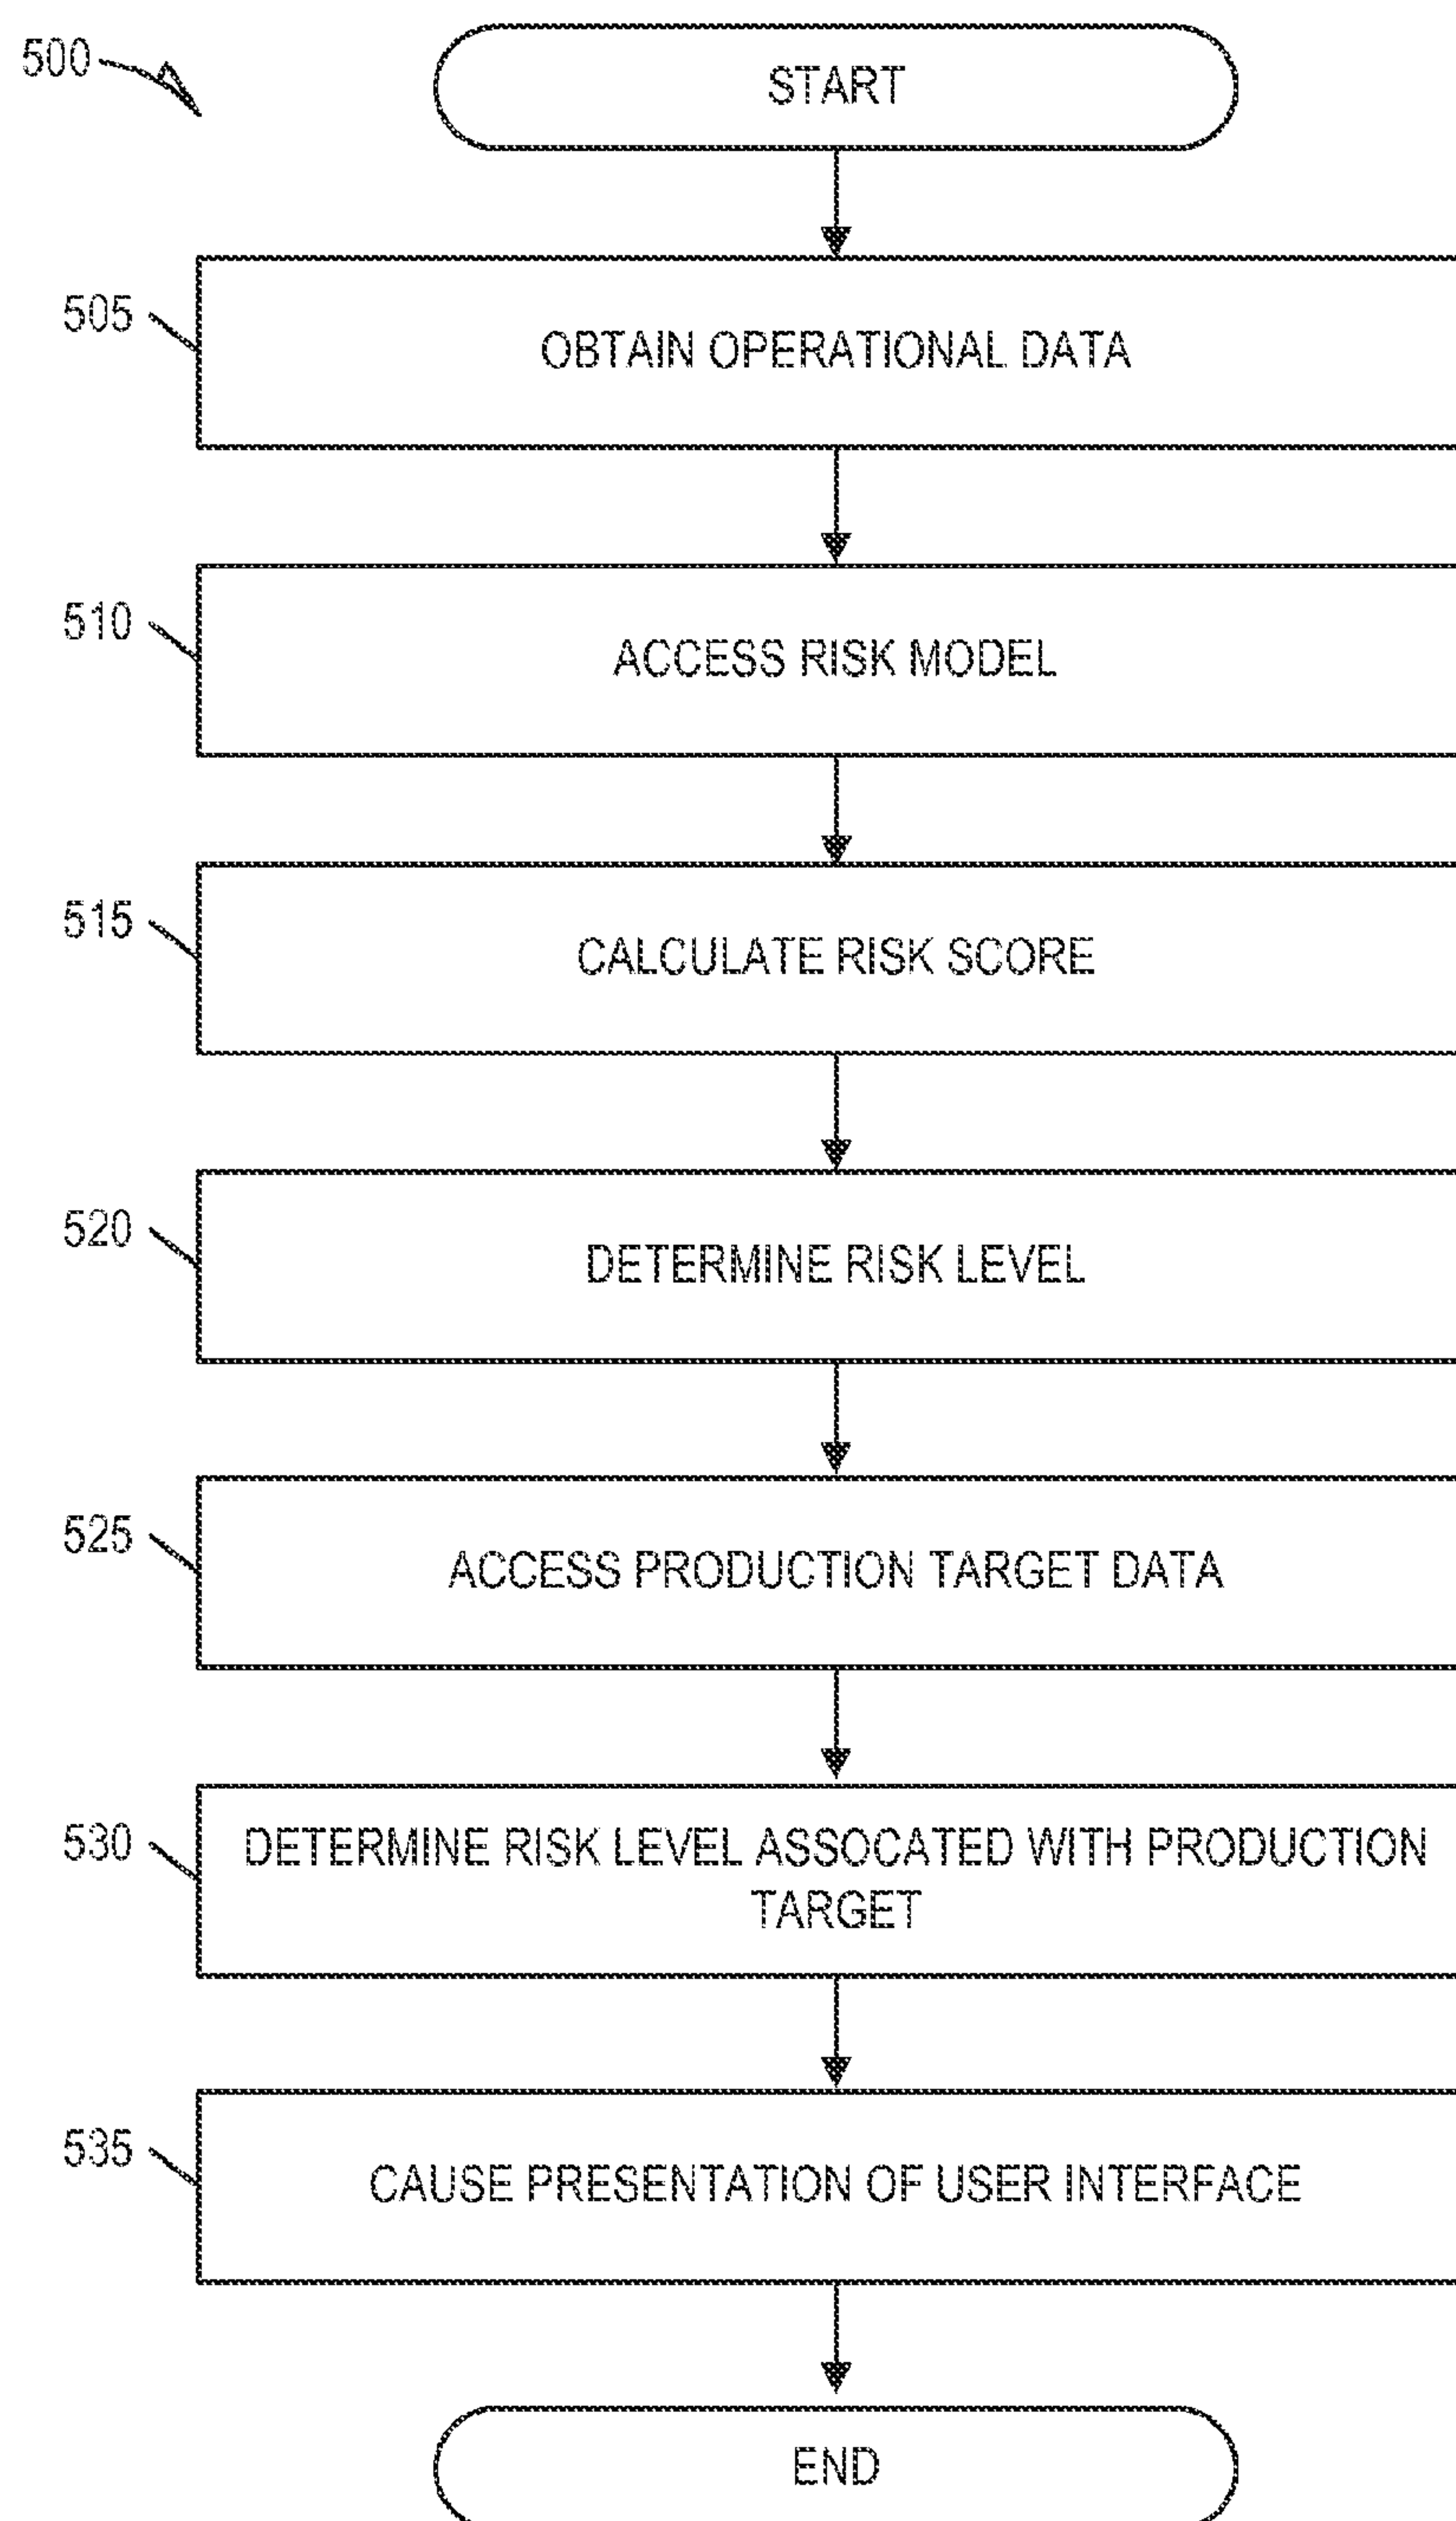 500
START
505
OBTAIN OPERATIONAL DATA
510
ACCESS RISK MODEL
515
CALCULATE RISK SCORE
520
DETERMINE RISK LEVEL
525
ACCESS PRODUCTION TARGET DATA
530
DETERMINE RISK LEVEL ASSOCATED WITH PRODUCTION
TARGET
535
CAUSE PRESENTATION OF USER INTERFACE
END